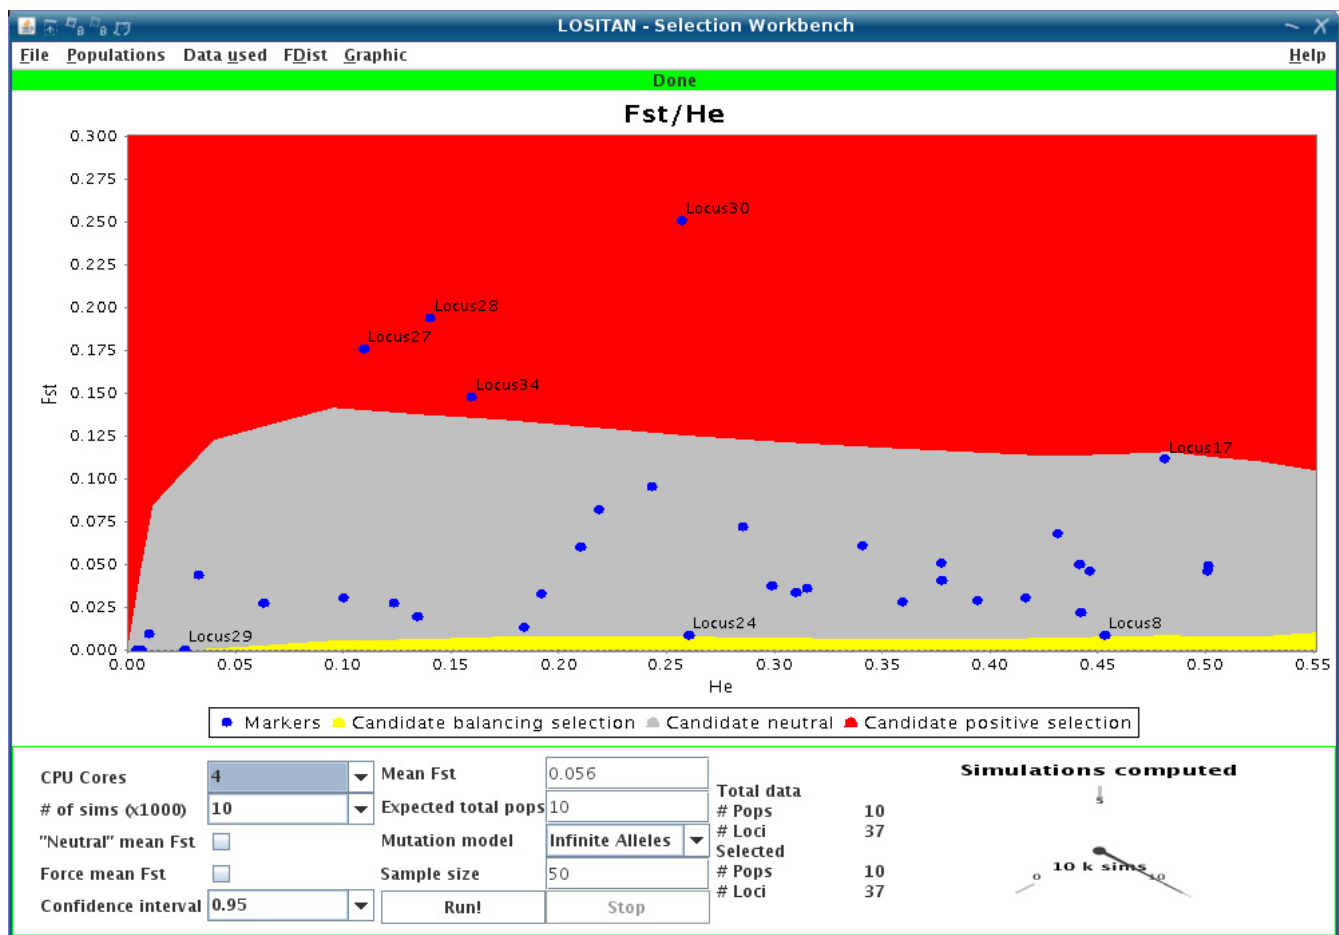 LOSITAN - Selection Workbench
File Populations Data used FDist Graphic Help
Done
Fst/He
0.300
0.275
0.250
0.225
0.200
0.175
0.150
0.125
0.100
0.075
0.050
0.025
0.000
Fst
Locus30
Locus28
Locus27
Locus34
Locus17
Locus29
Locus24
Locus8
0.00 0.05 0.10 0.15 0.20 0.25 0.30 0.35 0.40 0.45 0.50 0.55
He
Markers Candidate balancing selection Candidate neutral Candidate positive selection
CPU Cores 4
# of sims (x1000) 10
"Neutral" mean Fst
Force mean Fst
Confidence interval 0.95
Mean Fst 0.056
Expected total pops 10
Mutation model Infinite Alleles
Sample size 50
Run! Stop
Total data
# Pops 10
# Loci 37
Selected
# Pops 10
# Loci 37
Simulations computed
5
10 k sims
0 10